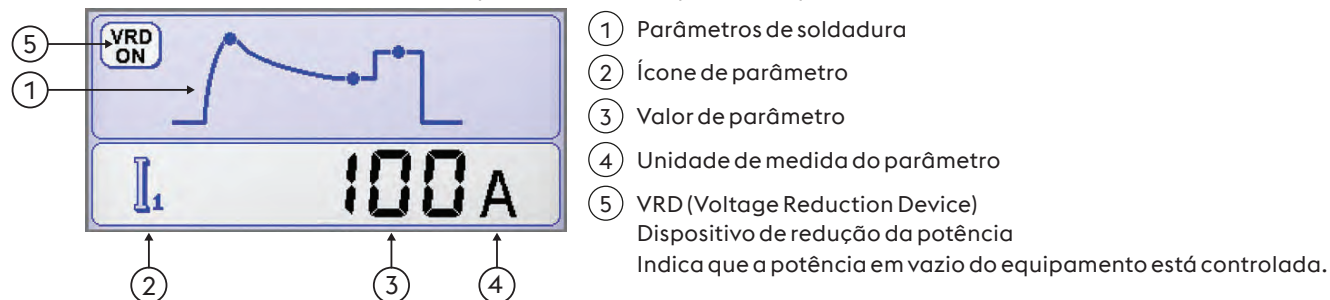 5
VRD
ON
1
I1
100 A
2
3
4
1 Parâmetros de soldadura
2 Ícone de parâmetro
3 Valor de parâmetro
4 Unidade de medida do parâmetro
5 VRD (Voltage Reduction Device)
Dispositivo de redução da potência
Indica que a potência em vazio do equipamento está controlada.